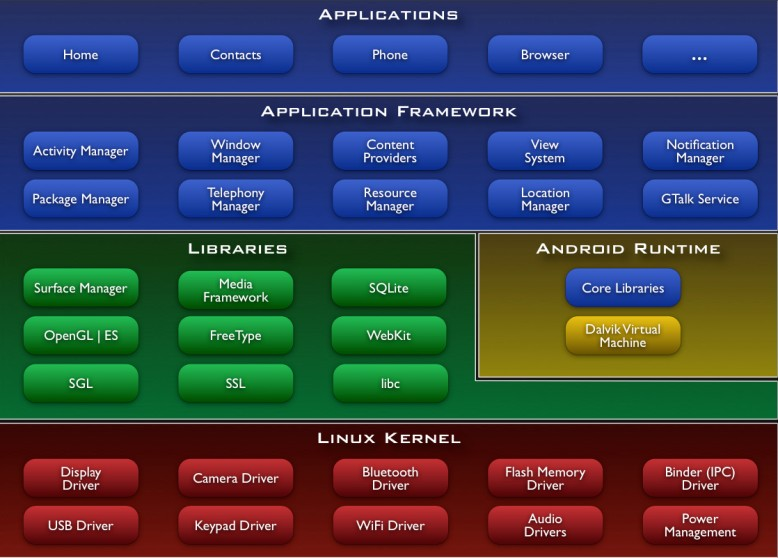 APPLICATIONS
Home
Contacts
Phone
Browser
...
APPLICATION FRAMEWORK
Activity Manager
Window
Manager
Content
Providers
View
System
Notification
Manager
Package Manager
Telephony
Manager
Resource
Manager
Location
Manager
GTalk Service
LIBRARIES
Surface Manager
Media
Framework
SQLite
OpenGL | ES
FreeType
WebKit
SGL
SSL
libc
ANDROID RUNTIME
Core Libraries
Dalvik Virtual
Machine
LINUX KERNEL
Display
Driver
Camera Driver
Bluetooth
Driver
Flash Memory
Driver
Binder (IPC)
Driver
USB Driver
Keypad Driver
WiFi Driver
Audio
Drivers
Power
Management